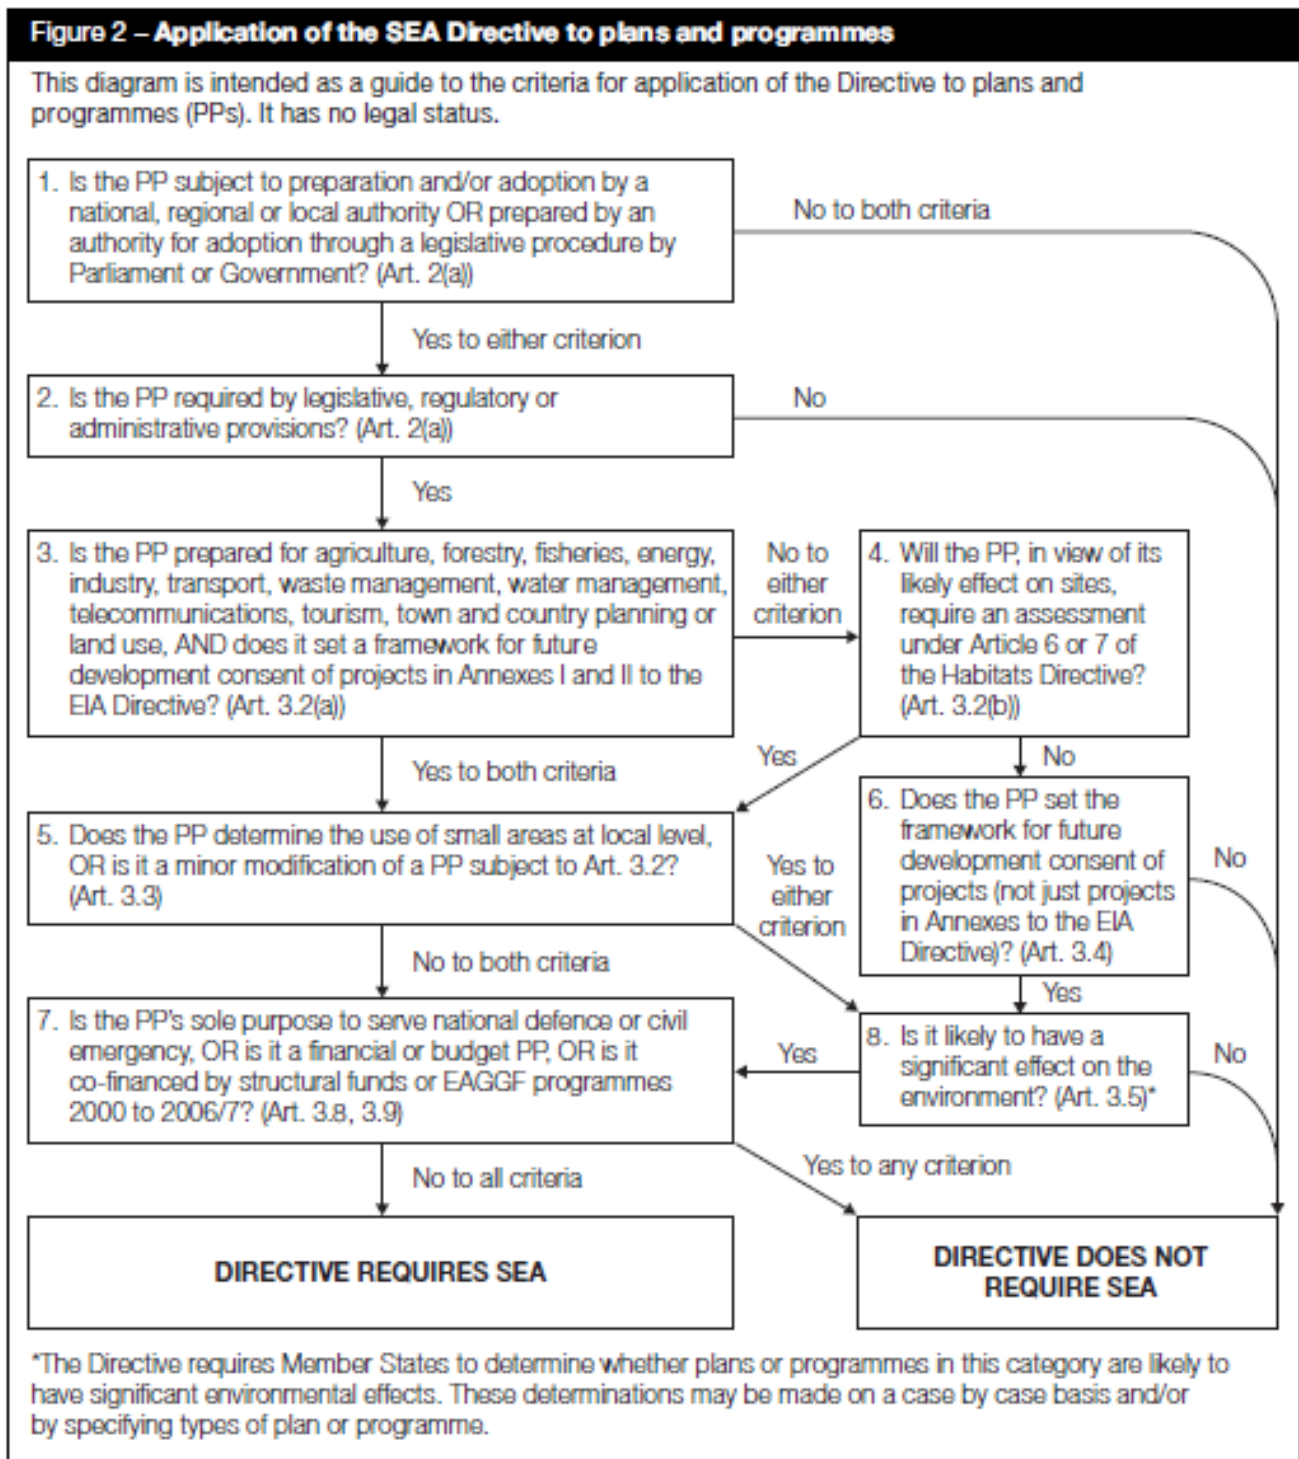 Figure 2 – Application of the SEA Directive to plans and programmes
This diagram is intended as a guide to the criteria for application of the Directive to plans and
programmes (PPs). It has no legal status.
1. Is the PP subject to preparation and/or adoption by a
national, regional or local authority OR prepared by an
authority for adoption through a legislative procedure by
Parliament or Government? (Art. 2(a))
No to both criteria
Yes to either criterion
2. Is the PP required by legislative, regulatory or
administrative provisions? (Art. 2(a))
No
Yes
3. Is the PP prepared for agriculture, forestry, fisheries, energy,
industry, transport, waste management, water management,
telecommunications, tourism, town and country planning or
land use, AND does it set a framework for future
development consent of projects in Annexes I and II to the
EIA Directive? (Art. 3.2(a))
No to
either
criterion
4. Will the PP, in view of its
likely effect on sites,
require an assessment
under Article 6 or 7 of
the Habitats Directive?
(Art. 3.2(b))
Yes to both criteria
Yes
No
5. Does the PP determine the use of small areas at local level,
OR is it a minor modification of a PP subject to Art. 3.2?
(Art. 3.3)
Yes to
either
criterion
6. Does the PP set the
framework for future
development consent of
projects (not just projects
in Annexes to the EIA
Directive)? (Art. 3.4)
No
No to both criteria
Yes
7. Is the PP's sole purpose to serve national defence or civil
emergency, OR is it a financial or budget PP, OR is it
co-financed by structural funds or EAGGF programmes
2000 to 2006/7? (Art. 3.8, 3.9)
Yes
8. Is it likely to have a
significant effect on the
environment? (Art. 3.5)*
No
No to all criteria
Yes to any criterion
DIRECTIVE REQUIRES SEA
DIRECTIVE DOES NOT
REQUIRE SEA
*The Directive requires Member States to determine whether plans or programmes in this category are likely to
have significant environmental effects. These determinations may be made on a case by case basis and/or
by specifying types of plan or programme.